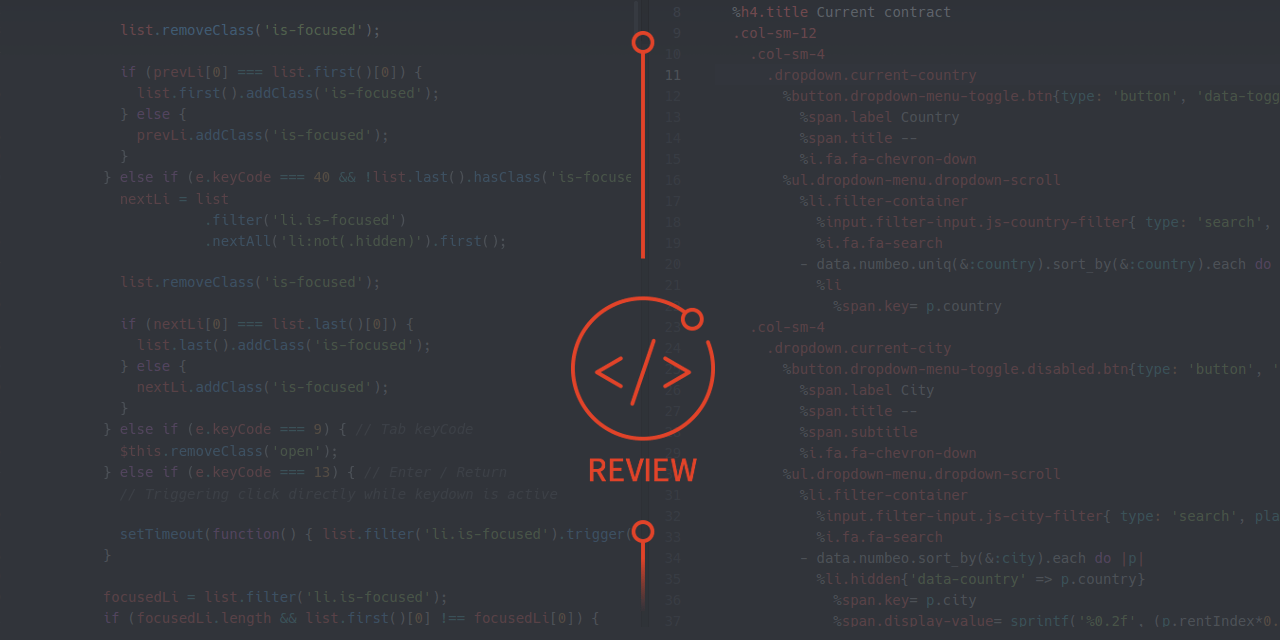 list.removeClass('is-focused');
if (prevLi[0] === list.first()[0]) {
list.first().addClass('is-focused');
} else {
prevLi.addClass('is-focused');
}
} else if (e.keyCode === 40 && !list.last().hasClass('is-focuse
nextLi = list
.filter('li.is-focused')
.nextAll('li:not(.hidden)').first();
list.removeClass('is-focused');
if (nextLi[0] === list.last()[0]) {
list.last().addClass('is-focused');
} else {
nextLi.addClass('is-focused');
}
} else if (e.keyCode === 9) { // Tab keyCode
$this.removeClass('open');
} else if (e.keyCode === 13) { // Enter / Return
// Triggering click directly while keydown is active
setTimeout(function() { list.filter('li.is-focused').trigger(
}
focusedLi = list.filter('li.is-focused');
if (focusedLi.length && list.first()[0] !== focusedLi[0]) {
</>
REVIEW
8 %h4.title Current contract
9 .col-sm-12
10 .col-sm-4
11 .dropdown.current-country
12 %button.dropdown-menu-toggle.btn{type: 'button', 'data-togg
13 %span.label Country
14 %span.title --
15 %i.fa.fa-chevron-down
16 %ul.dropdown-menu.dropdown-scroll
17 %li.filter-container
18 %input.filter-input.js-country-filter{ type: 'search',
19 %i.fa.fa-search
20 - data.numbeo.uniq(&:country).sort_by(&:country).each do
21 %li
%span.key= p.country
23 .col-sm-4
24 .dropdown.current-city
%button.dropdown-menu-toggle.disabled.btn{type: 'button', '
26 %span.label City
27 %span.title --
%span.subtitle
29 %i.fa.fa-chevron-down
%ul.dropdown-menu.dropdown-scroll
31 %li.filter-container
32 %input.filter-input.js-city-filter{ type: 'search', pla
33 %i.fa.fa-search
34 - data.numbeo.sort_by(&:city).each do |p|
35 %li.hidden{'data-country' => p.country}
36 %span.key= p.city
37 %span.display-value= sprintf('%0.2f', (p.rentIndex*0.